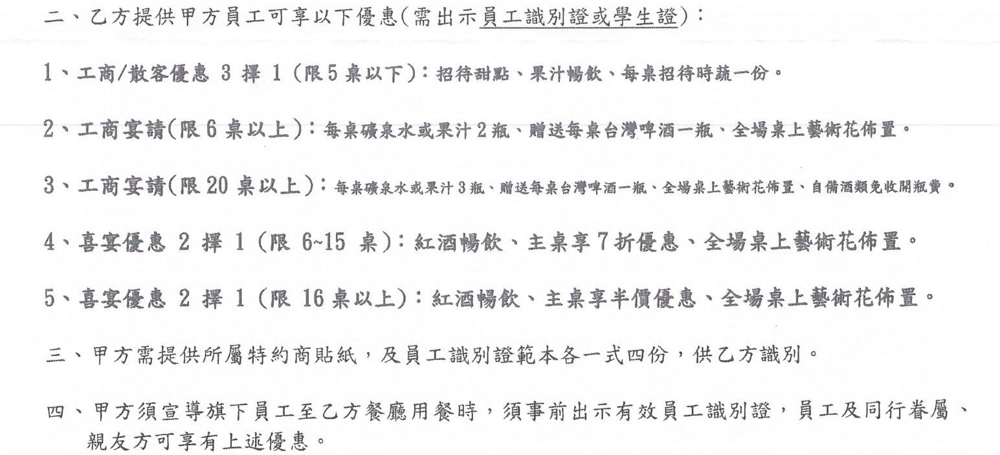 二、乙方提供甲方員工可享以下優惠(需出示員工識別證或學生證)：
1、工商/散客優惠 3 擇 1 (限 5 桌以下)：招待甜點、果汁暢飲、每桌招待時蔬一份。
2、工商宴請(限 6 桌以上)：每桌礦泉水或果汁 2 瓶、贈送每桌台灣啤酒一瓶、全場桌上藝術花佈置。
3、工商宴請(限 20 桌以上)：每桌礦泉水或果汁 3 瓶、贈送每桌台灣啤酒一瓶、全場桌上藝術花佈置、自備酒類免收開瓶費。
4、喜宴優惠 2 擇 1 (限 6~15 桌)：紅酒暢飲、主桌享 7 折優惠、全場桌上藝術花佈置。
5、喜宴優惠 2 擇 1 (限 16 桌以上)：紅酒暢飲、主桌享半價優惠、全場桌上藝術花佈置。
三、甲方需提供所屬特約商貼紙，及員工識別證範本各一式四份，供乙方識別。
四、甲方須宣導旗下員工至乙方餐廳用餐時，須事前出示有效員工識別證，員工及同行眷屬、
親友方可享有上述優惠。